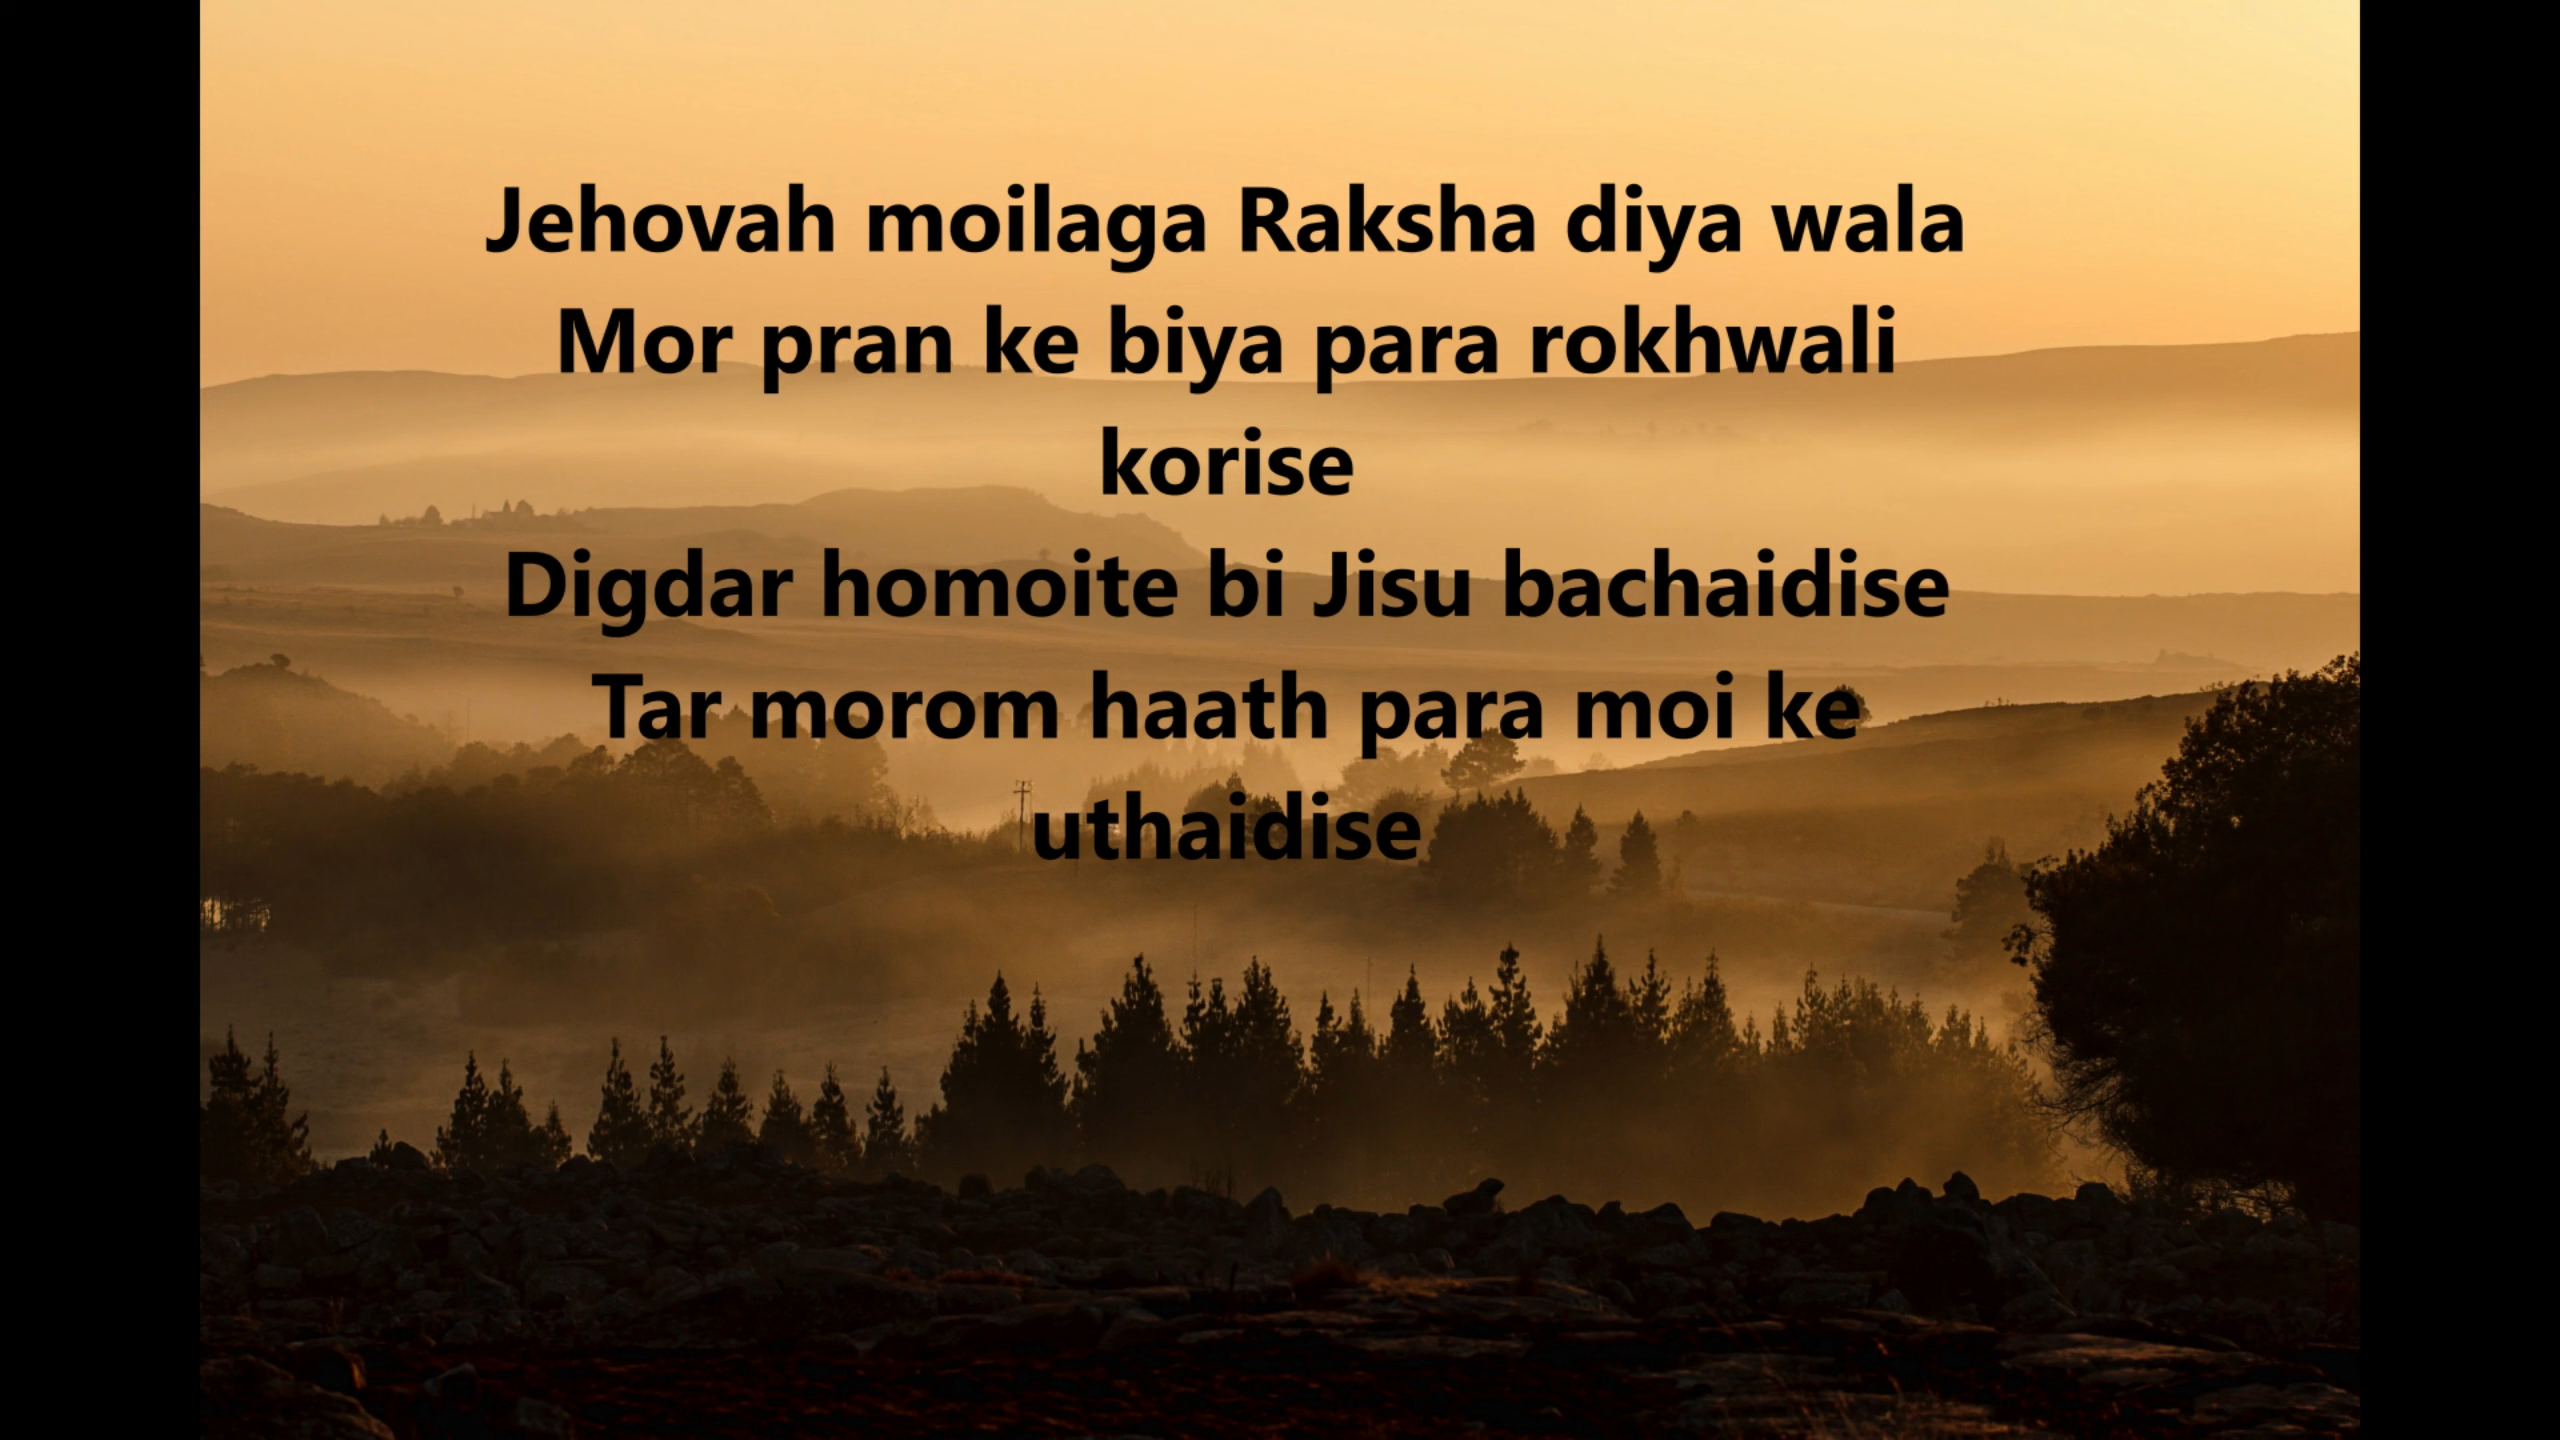 Jehovah moilaga Raksha diya wala
Mor pran ke biya para rokhwali
korise
Digdar homoite bi Jisu bachaidise
Tar morom haath para moi ke
uthaidise